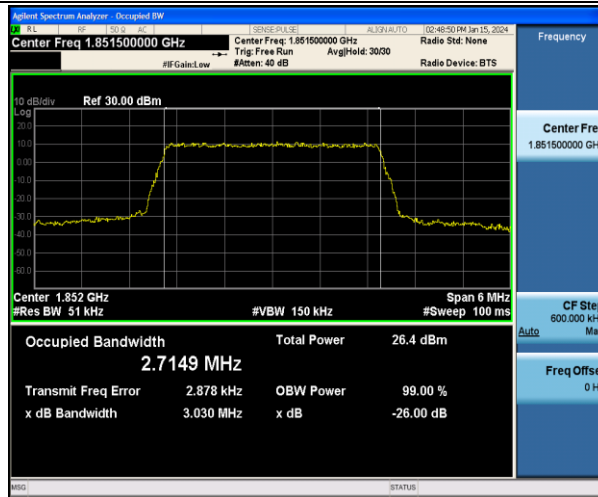 Agilent Spectrum Analyzer - Occupied BW
RL RF 50 Ω AC SENSE:PULSE ALIGNAUTO 02:48:50 PM Jan 15, 2024
Center Freq 1.851500000 GHz
Center Freq: 1.851500000 GHz
Radio Std: None
Trig: Free Run Avg|Hold: 30/30
#IFGain:Low #Atten: 40 dB
Radio Device: BTS
Frequency
10 dB/div Ref 30.00 dBm
Log
20.0
10.0
0.00
-10.0
-20.0
-30.0
-40.0
-50.0
-60.0
Center Fre
1.851500000 GH
Center 1.852 GHz Span 6 MHz
#Res BW 51 kHz #VBW 150 kHz #Sweep 100 ms
CF Ste
600.000 kH
Auto Ma
Occupied Bandwidth Total Power 26.4 dBm
2.7149 MHz
Transmit Freq Error 2.878 kHz OBW Power 99.00 %
x dB Bandwidth 3.030 MHz x dB -26.00 dB
Freq Offse
0 H
MSG STATUS